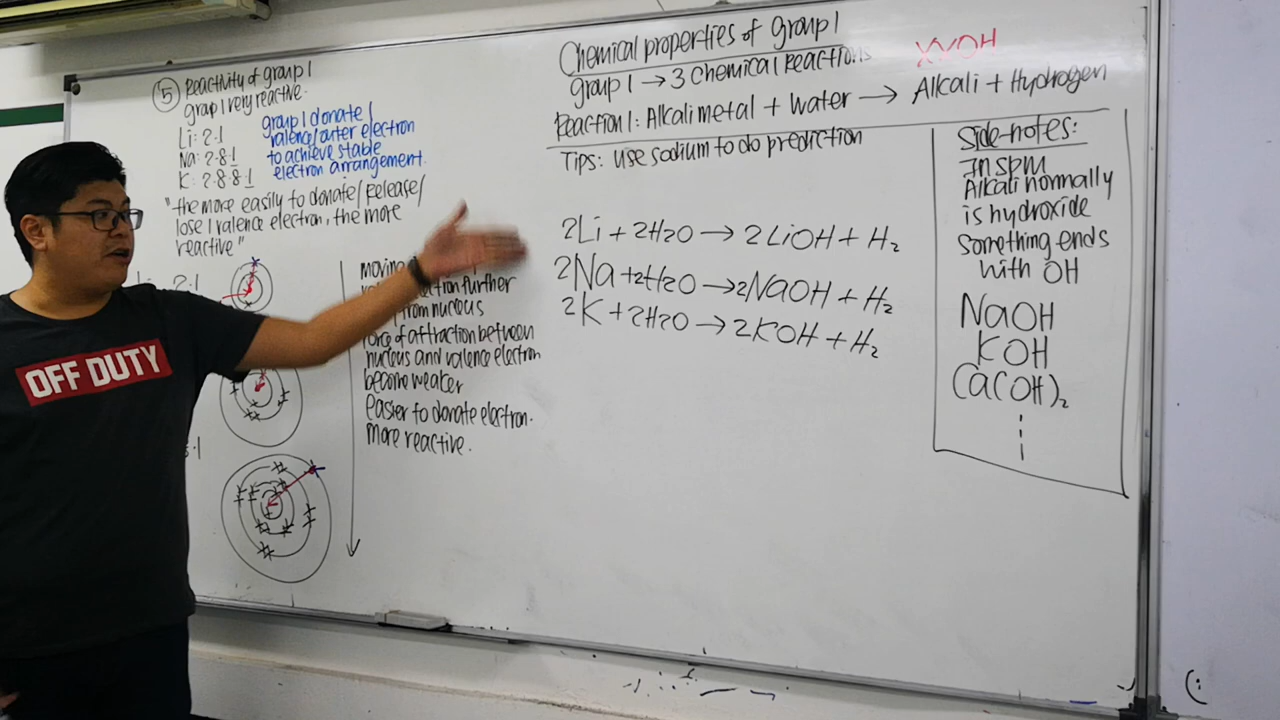 5 Reactivity of group 1
group 1 very reactive.
Li: 2·1
Na: 2·8·1
K: 2·8·8·1
group 1 donate 1
valence/outer electron
to achieve stable
electron arrangement.
"the more easily to donate/release/
lose 1 valence electron, the more
reactive"
2·1
moving
further
from nucleus
force of attraction between
nucleus and valence electron
become weaker
easier to donate electron.
more reactive.
OFF DUTY
Chemical properties of group 1
group 1 → 3 chemical reactions
Reaction 1: Alkali metal + water → Alkali + Hydrogen
Tips: use sodium to do prediction
2Li + 2H2O → 2LiOH + H2
2Na + 2H2O → 2NaOH + H2
2K + 2H2O → 2KOH + H2
side-notes:
In spm
Alkali normally
is hydroxide
something ends
with OH
NaOH
KOH
Ca(OH)2